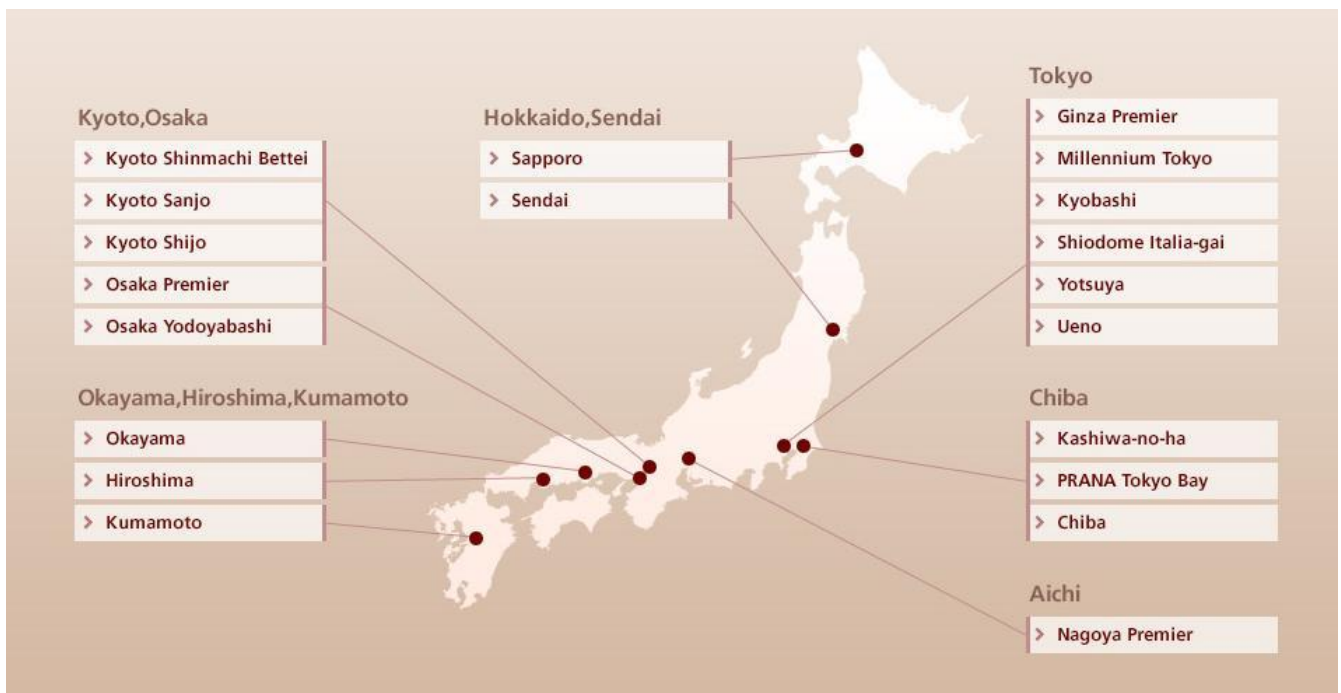 Kyoto,Osaka
Kyoto Shinmachi Bettei
Kyoto Sanjo
Kyoto Shijo
Osaka Premier
Osaka Yodoyabashi
Okayama,Hiroshima,Kumamoto
Okayama
Hiroshima
Kumamoto
Hokkaido,Sendai
Sapporo
Sendai
Tokyo
Ginza Premier
Millennium Tokyo
Kyobashi
Shiodome Italia-gai
Yotsuya
Ueno
Chiba
Kashiwa-no-ha
PRANA Tokyo Bay
Chiba
Aichi
Nagoya Premier